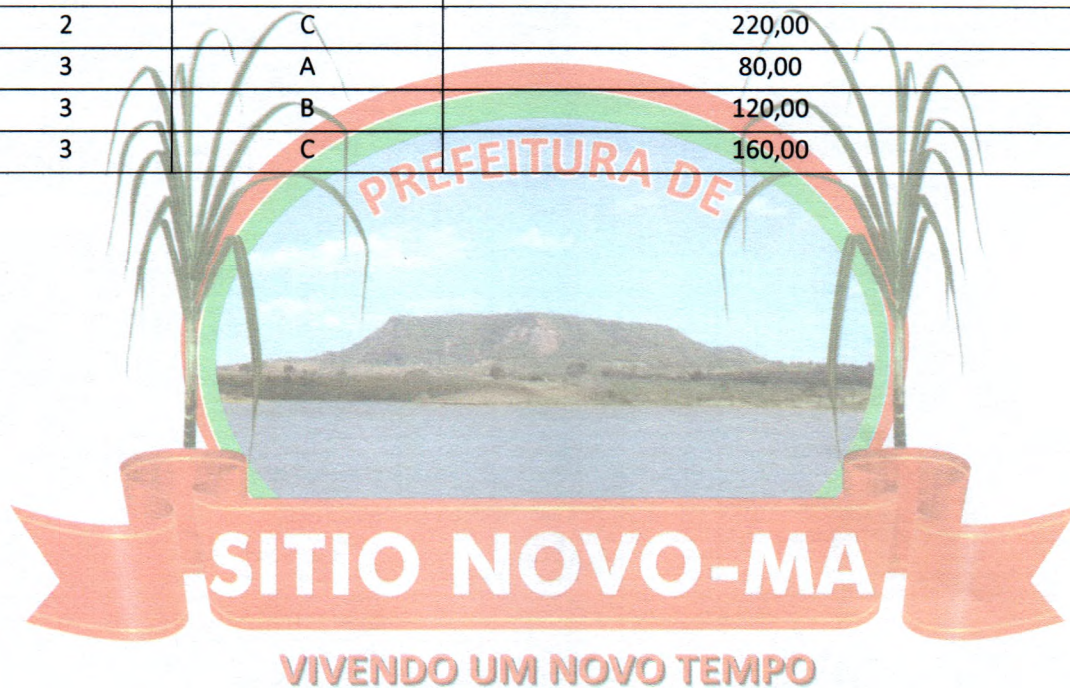 2 C 220,00
3 A 80,00
3 B 120,00
3 C 160,00
PREFEITURA DE
SITIO NOVO-MA
VIVENDO UM NOVO TEMPO